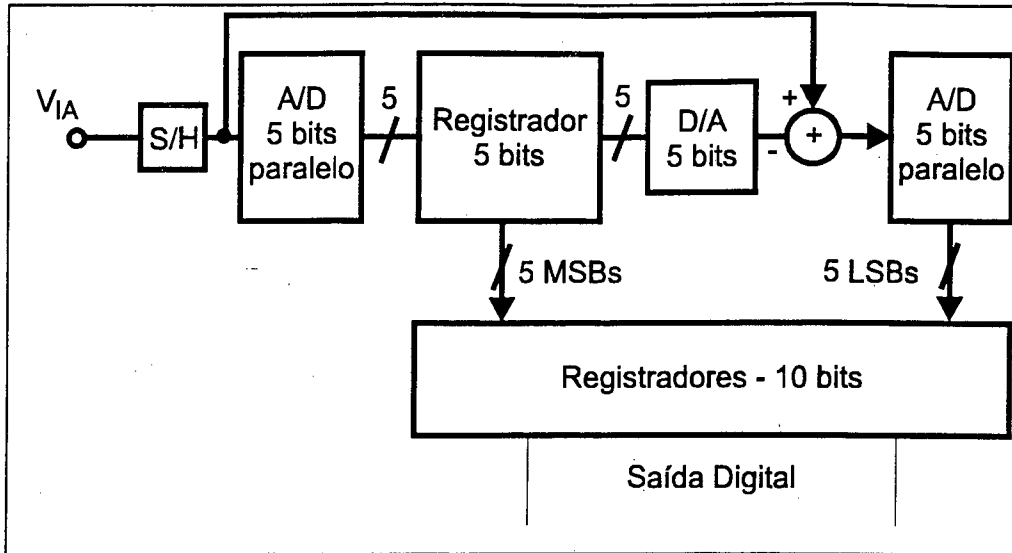 V_IA
S/H
A/D
5 bits
paralelo
5
Registrador
5 bits
5
D/A
5 bits
+
-
+
A/D
5 bits
paralelo
5 MSBs
5 LSBs
Registradores - 10 bits
Saída Digital